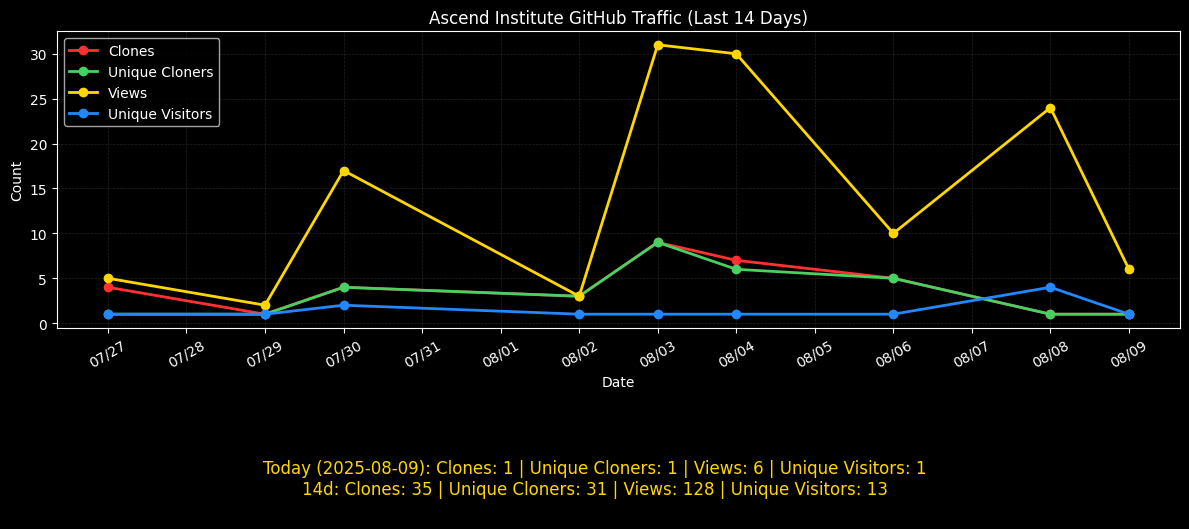 Ascend Institute GitHub Traffic (Last 14 Days)
Clones
Unique Cloners
Views
Unique Visitors
Count
30
25
20
15
10
5
0
07/27 07/28 07/29 07/30 07/31 08/01 08/02 08/03 08/04 08/05 08/06 08/07 08/08 08/09
Date
Today (2025-08-09): Clones: 1 | Unique Cloners: 1 | Views: 6 | Unique Visitors: 1
14d: Clones: 35 | Unique Cloners: 31 | Views: 128 | Unique Visitors: 13